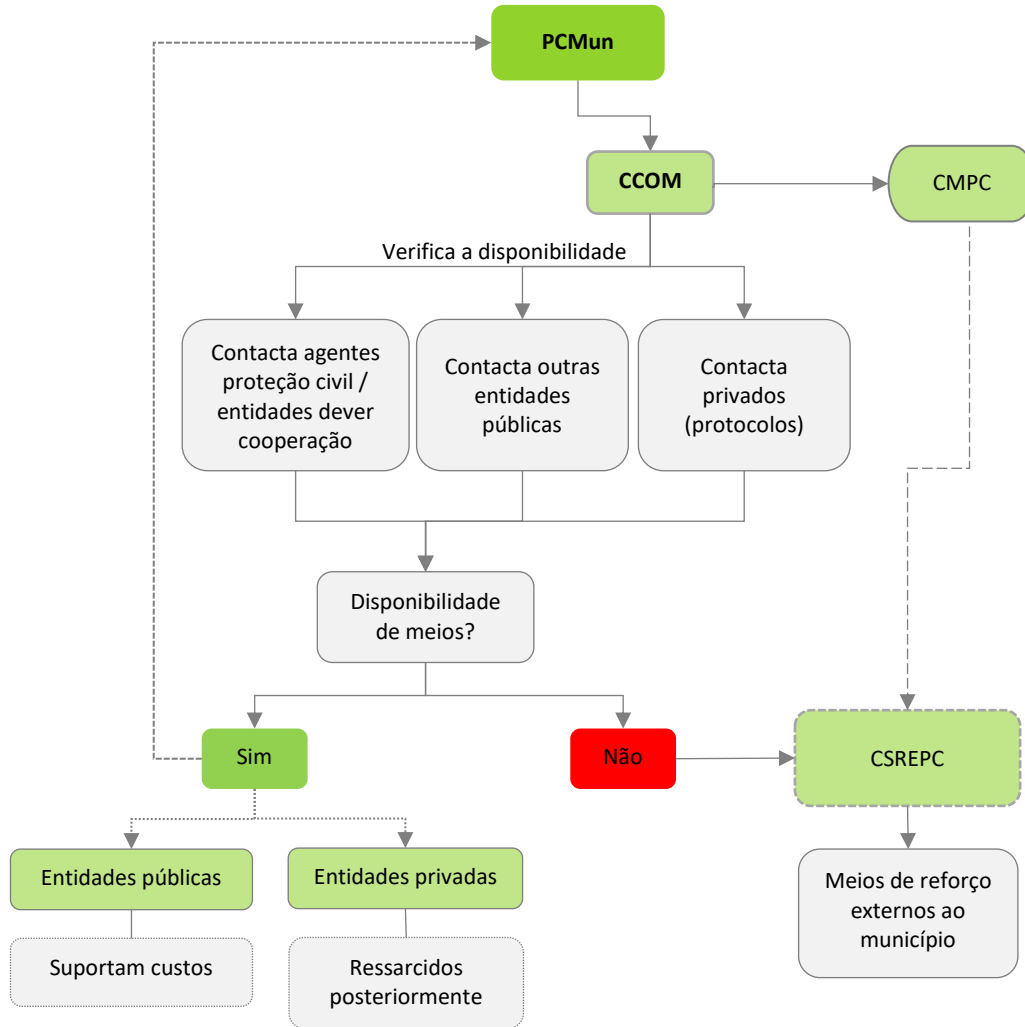 PCMun
CCOM
CMPC
Verifica a disponibilidade
Contacta agentes
proteção civil /
entidades dever
cooperação
Contacta outras
entidades
públicas
Contacta
privados
(protocolos)
Disponibilidade
de meios?
Sim
Não
CSREPC
Entidades públicas
Entidades privadas
Suportam custos
Ressarcidos
posteriormente
Meios de reforço
externos ao
município